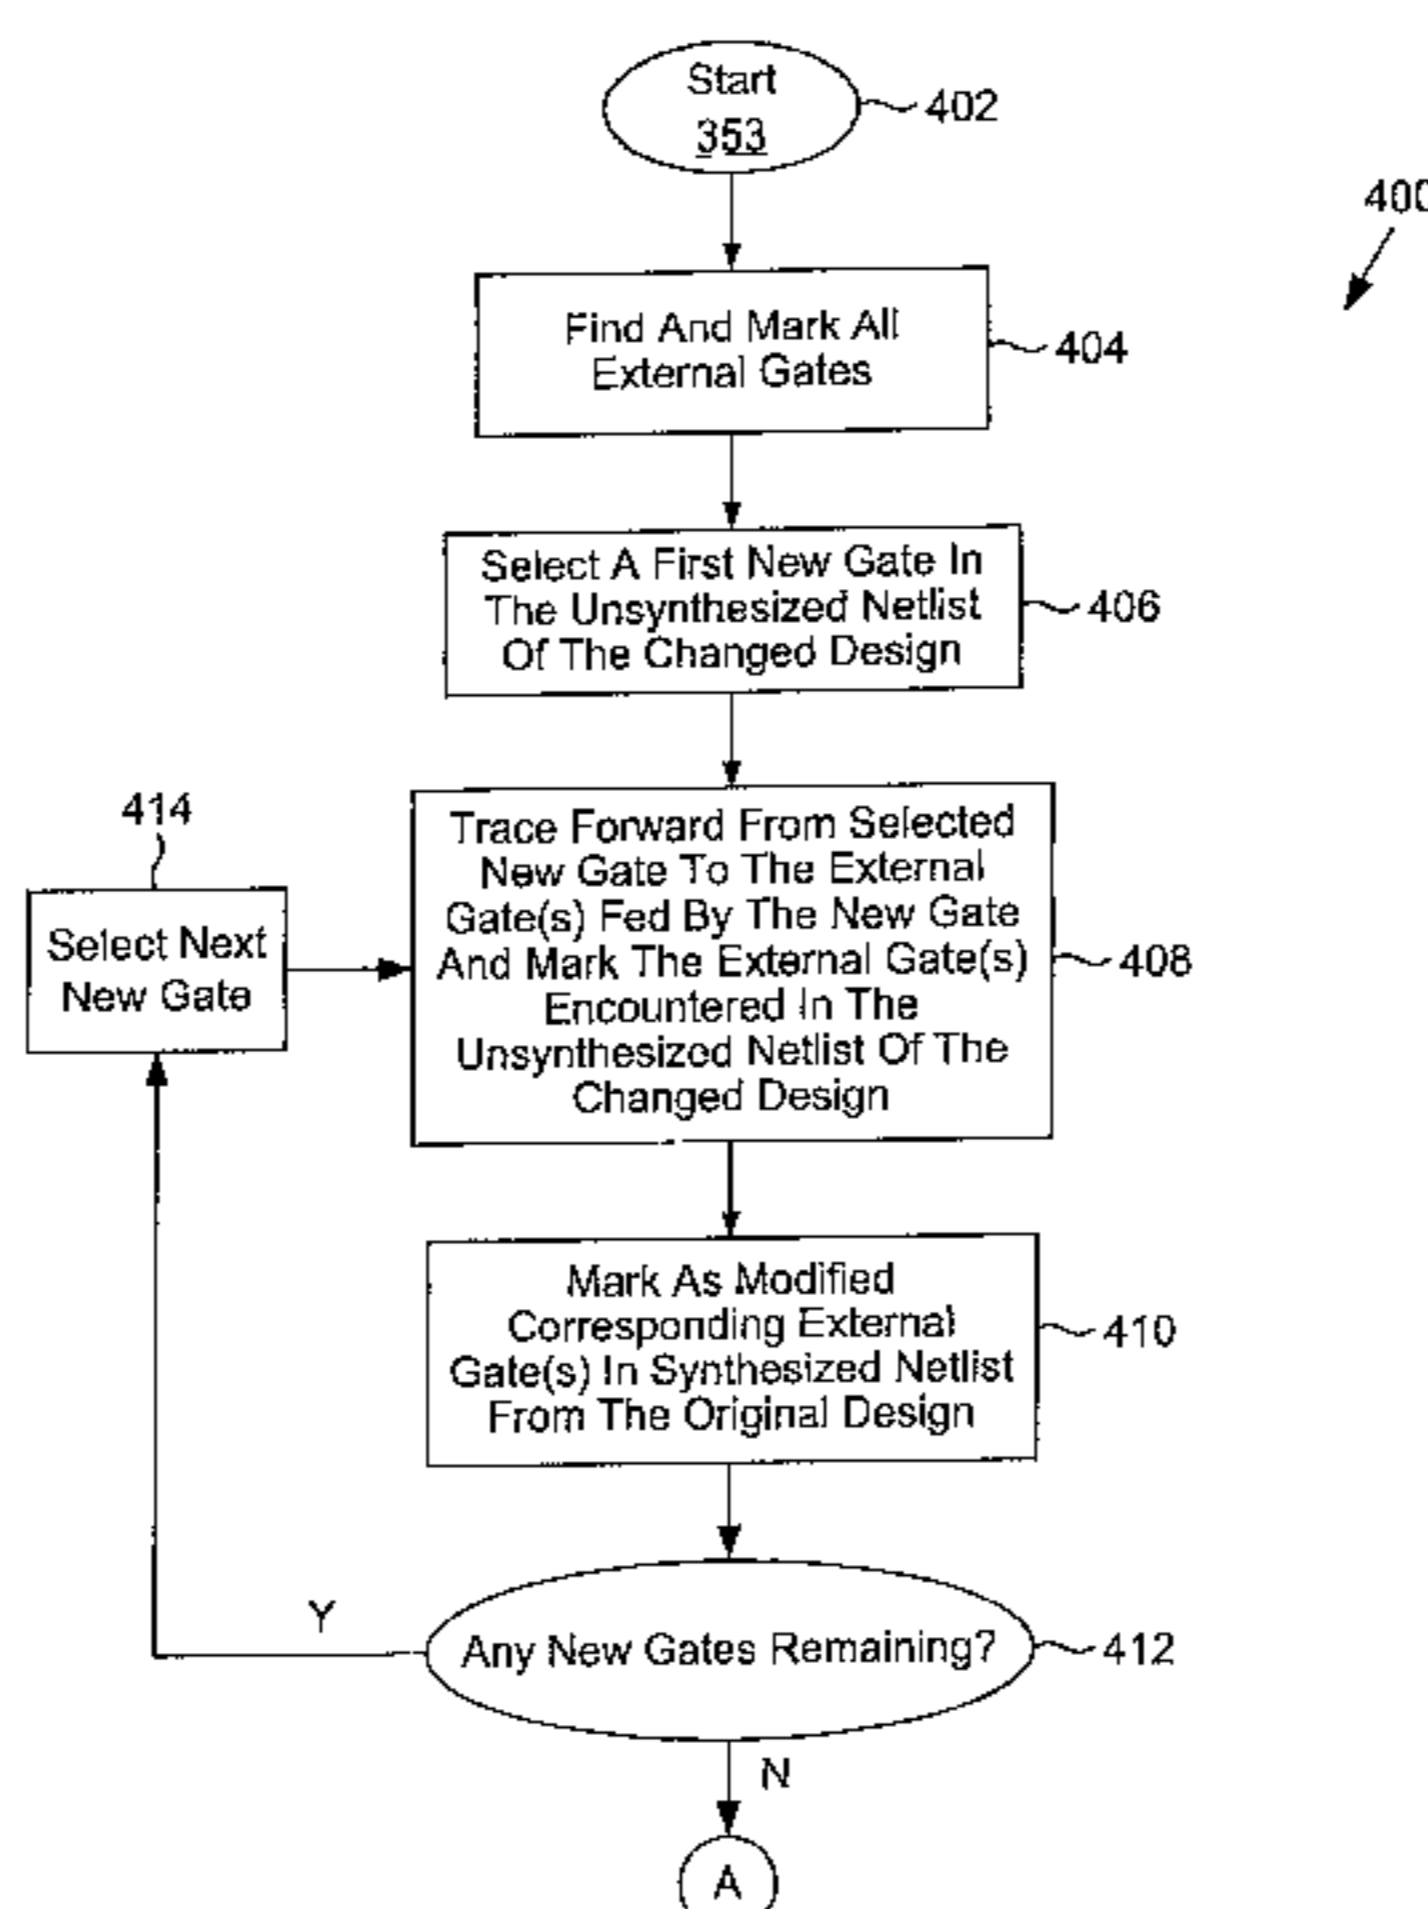 Start
353
402
400
Find And Mark All
External Gates
404
Select A First New Gate In
The Unsynthesized Netlist
Of The Changed Design
406
414
Select Next
New Gate
Trace Forward From Selected
New Gate To The External
Gate(s) Fed By The New Gate
And Mark The External Gate(s)
Encountered In The
Unsynthesized Netlist Of The
Changed Design
408
Mark As Modified
Corresponding External
Gate(s) In Synthesized Netlist
From The Original Design
410
Y
Any New Gates Remaining?
412
N
A